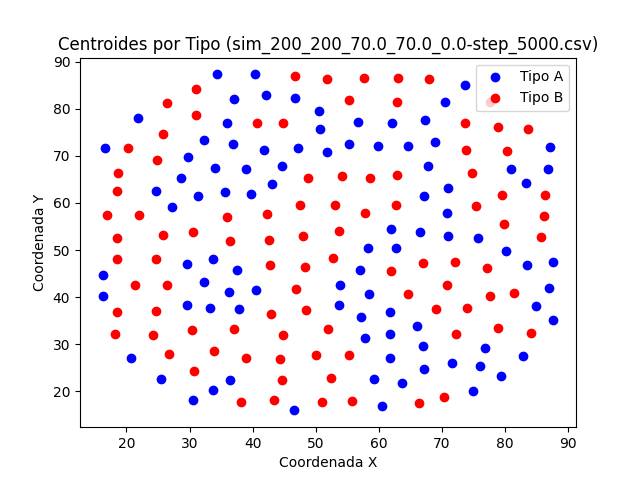 Centroides por Tipo (sim_200_200_70.0_70.0_0.0-step_5000.csv)
Tipo A
Tipo B
90
80
70
60
50
40
30
20
Coordenada Y
20 30 40 50 60 70 80 90
Coordenada X